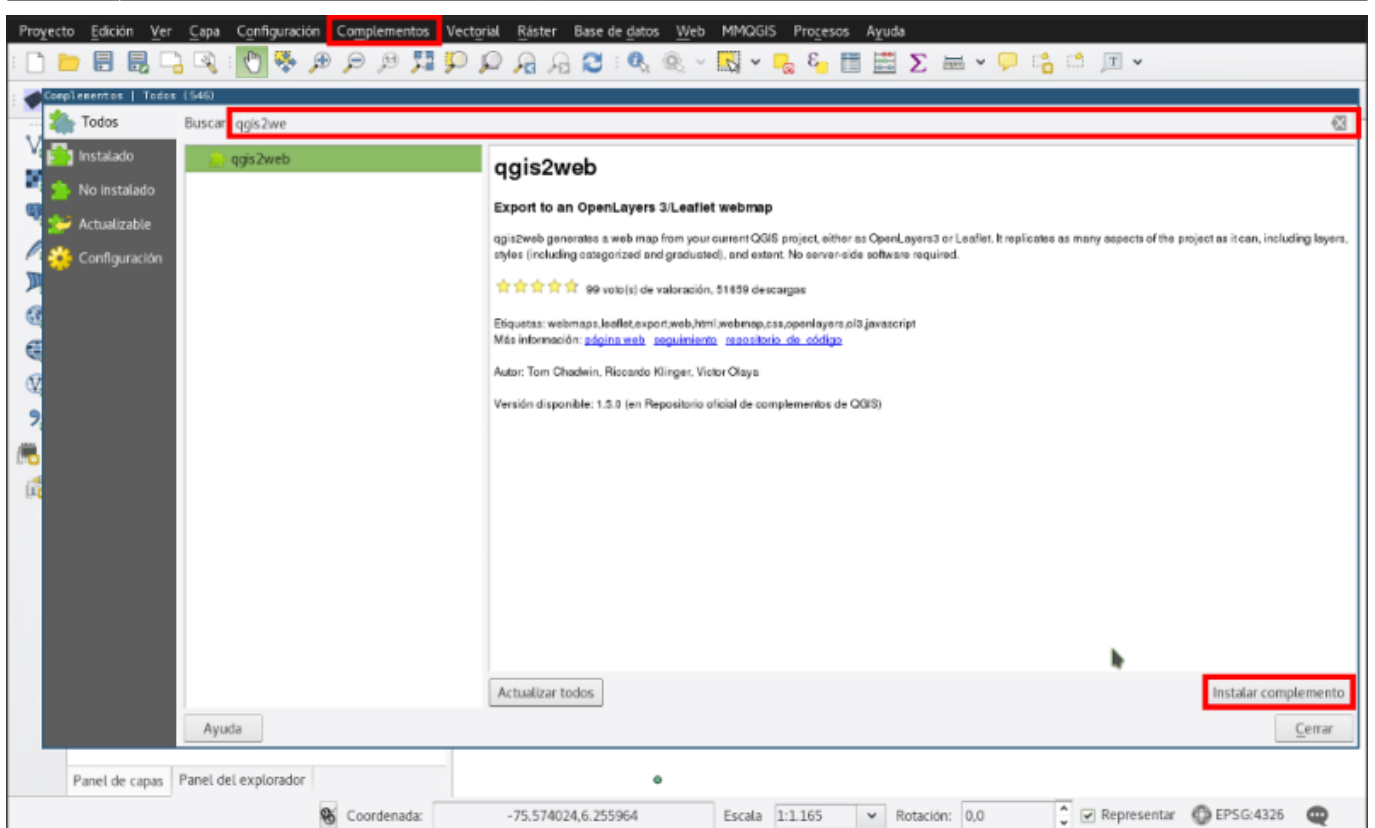 Proyecto Edición Ver Capa Configuración Complementos Vectorial Ráster Base de datos Web MMQGIS Procesos Ayuda
Complementos | Todos (546)
Todos
Buscar qgis2we
Instalado
No instalado
Actualizable
Configuración
qgis2web
qgis2web
Export to an OpenLayers 3/Leaflet webmap
qgis2web generates a web map from your current QGIS project, either as OpenLayers3 or Leaflet. It replicates as many aspects of the project as it can, including layers,
styles (including categorized and graduated), and extent. No server-side software required.
99 voto(s) de valoración, 51659 descargas
Etiquetas: webmaps,leaflet,export,web,html,webmap,css,openlayers,ol3,javascript
Más información: página web seguimiento repositorio de código
Autor: Tom Chadwin, Riccardo Klinger, Victor Olaya
Versión disponible: 1.5.0 (en Repositorio oficial de complementos de QGIS)
Actualizar todos
Instalar complemento
Ayuda
Cerrar
Panel de capas Panel del explorador
Coordenada: -75.574024,6.255964 Escala 1:1.165 Rotación: 0,0 Representar EPSG:4326